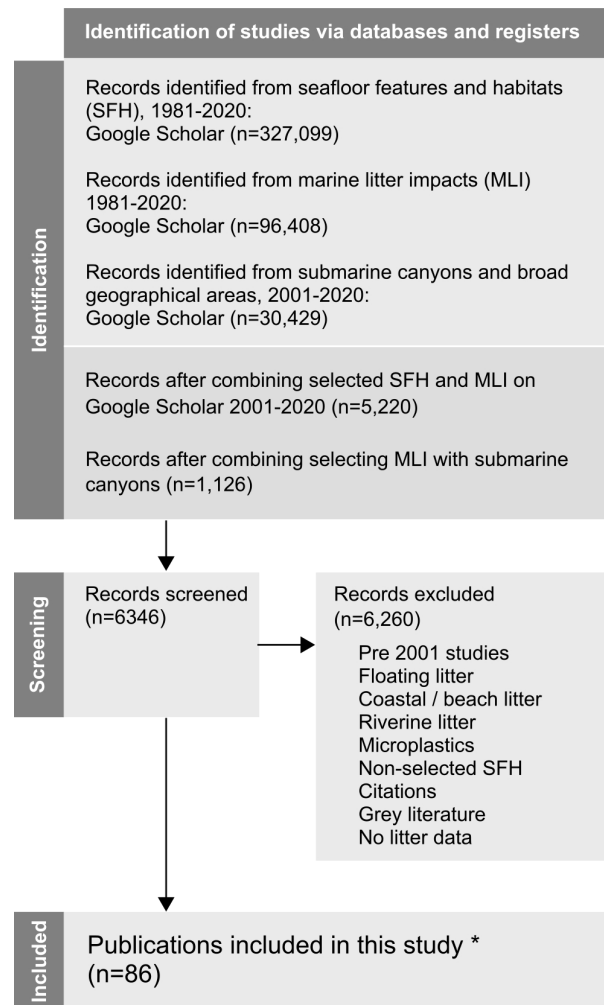 Identification of studies via databases and registers
Identification
Records identified from seafloor features and habitats
(SFH), 1981-2020:
Google Scholar (n=327,099)
Records identified from marine litter impacts (MLI)
1981-2020:
Google Scholar (n=96,408)
Records identified from submarine canyons and broad
geographical areas, 2001-2020:
Google Scholar (n=30,429)
Records after combining selected SFH and MLI on
Google Scholar 2001-2020 (n=5,220)
Records after combining selecting MLI with submarine
canyons (n=1,126)
Screening
Records screened
(n=6346)
Records excluded
(n=6,260)
Pre 2001 studies
Floating litter
Coastal / beach litter
Riverine litter
Microplastics
Non-selected SFH
Citations
Grey literature
No litter data
Included
Publications included in this study *
(n=86)